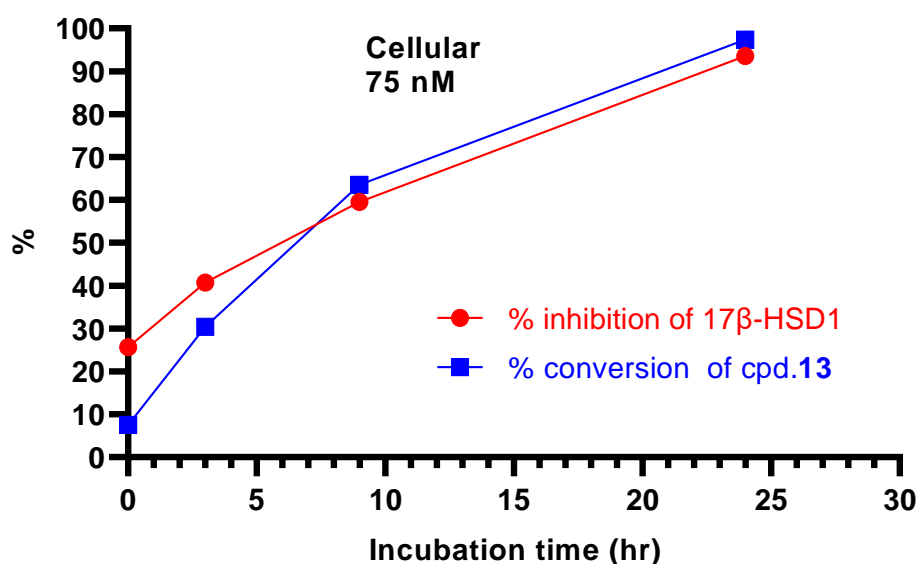 100
90
80
70
60
50
40
30
20
10
0
%
Cellular
75 nM
% inhibition of 17β-HSD1
% conversion of cpd.13
0 5 10 15 20 25 30
Incubation time (hr)